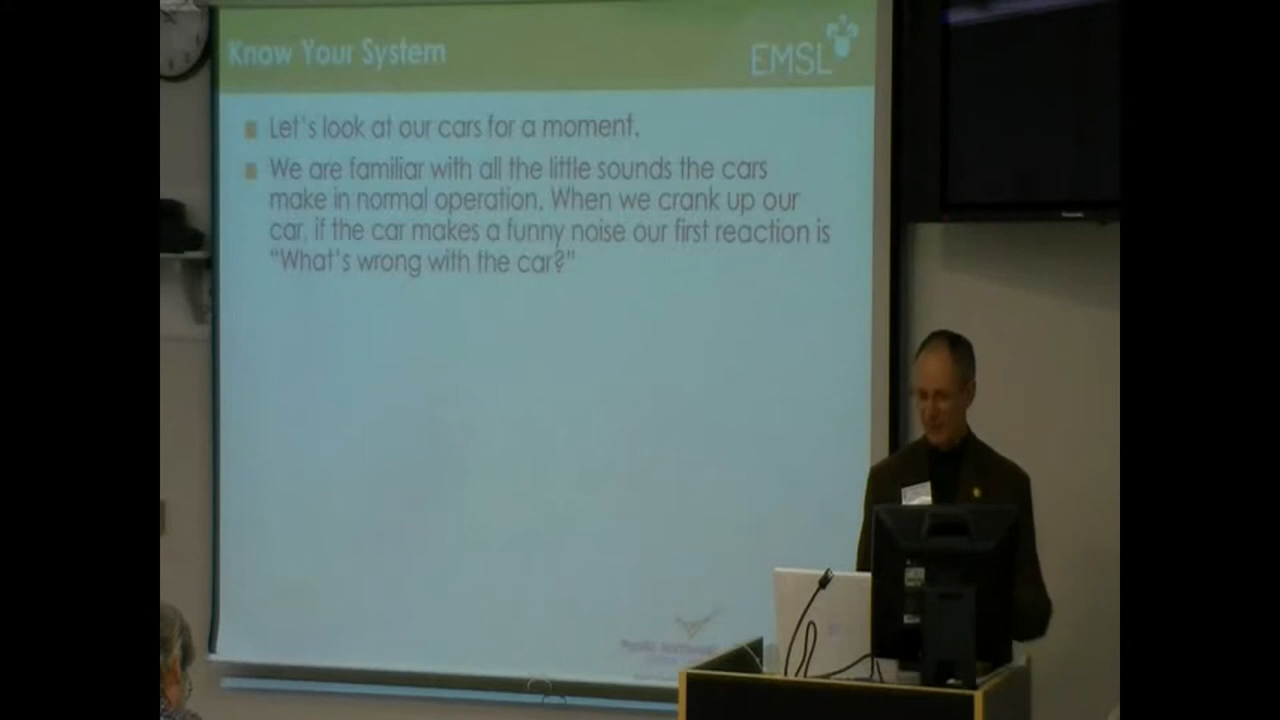 Know Your System
EMSL
Let's look at our cars for a moment.
We are familiar with all the little sounds the cars
make in normal operation. When we crank up our
car, if the car makes a funny noise our first reaction is
"What's wrong with the car?"
Pacific Northwest